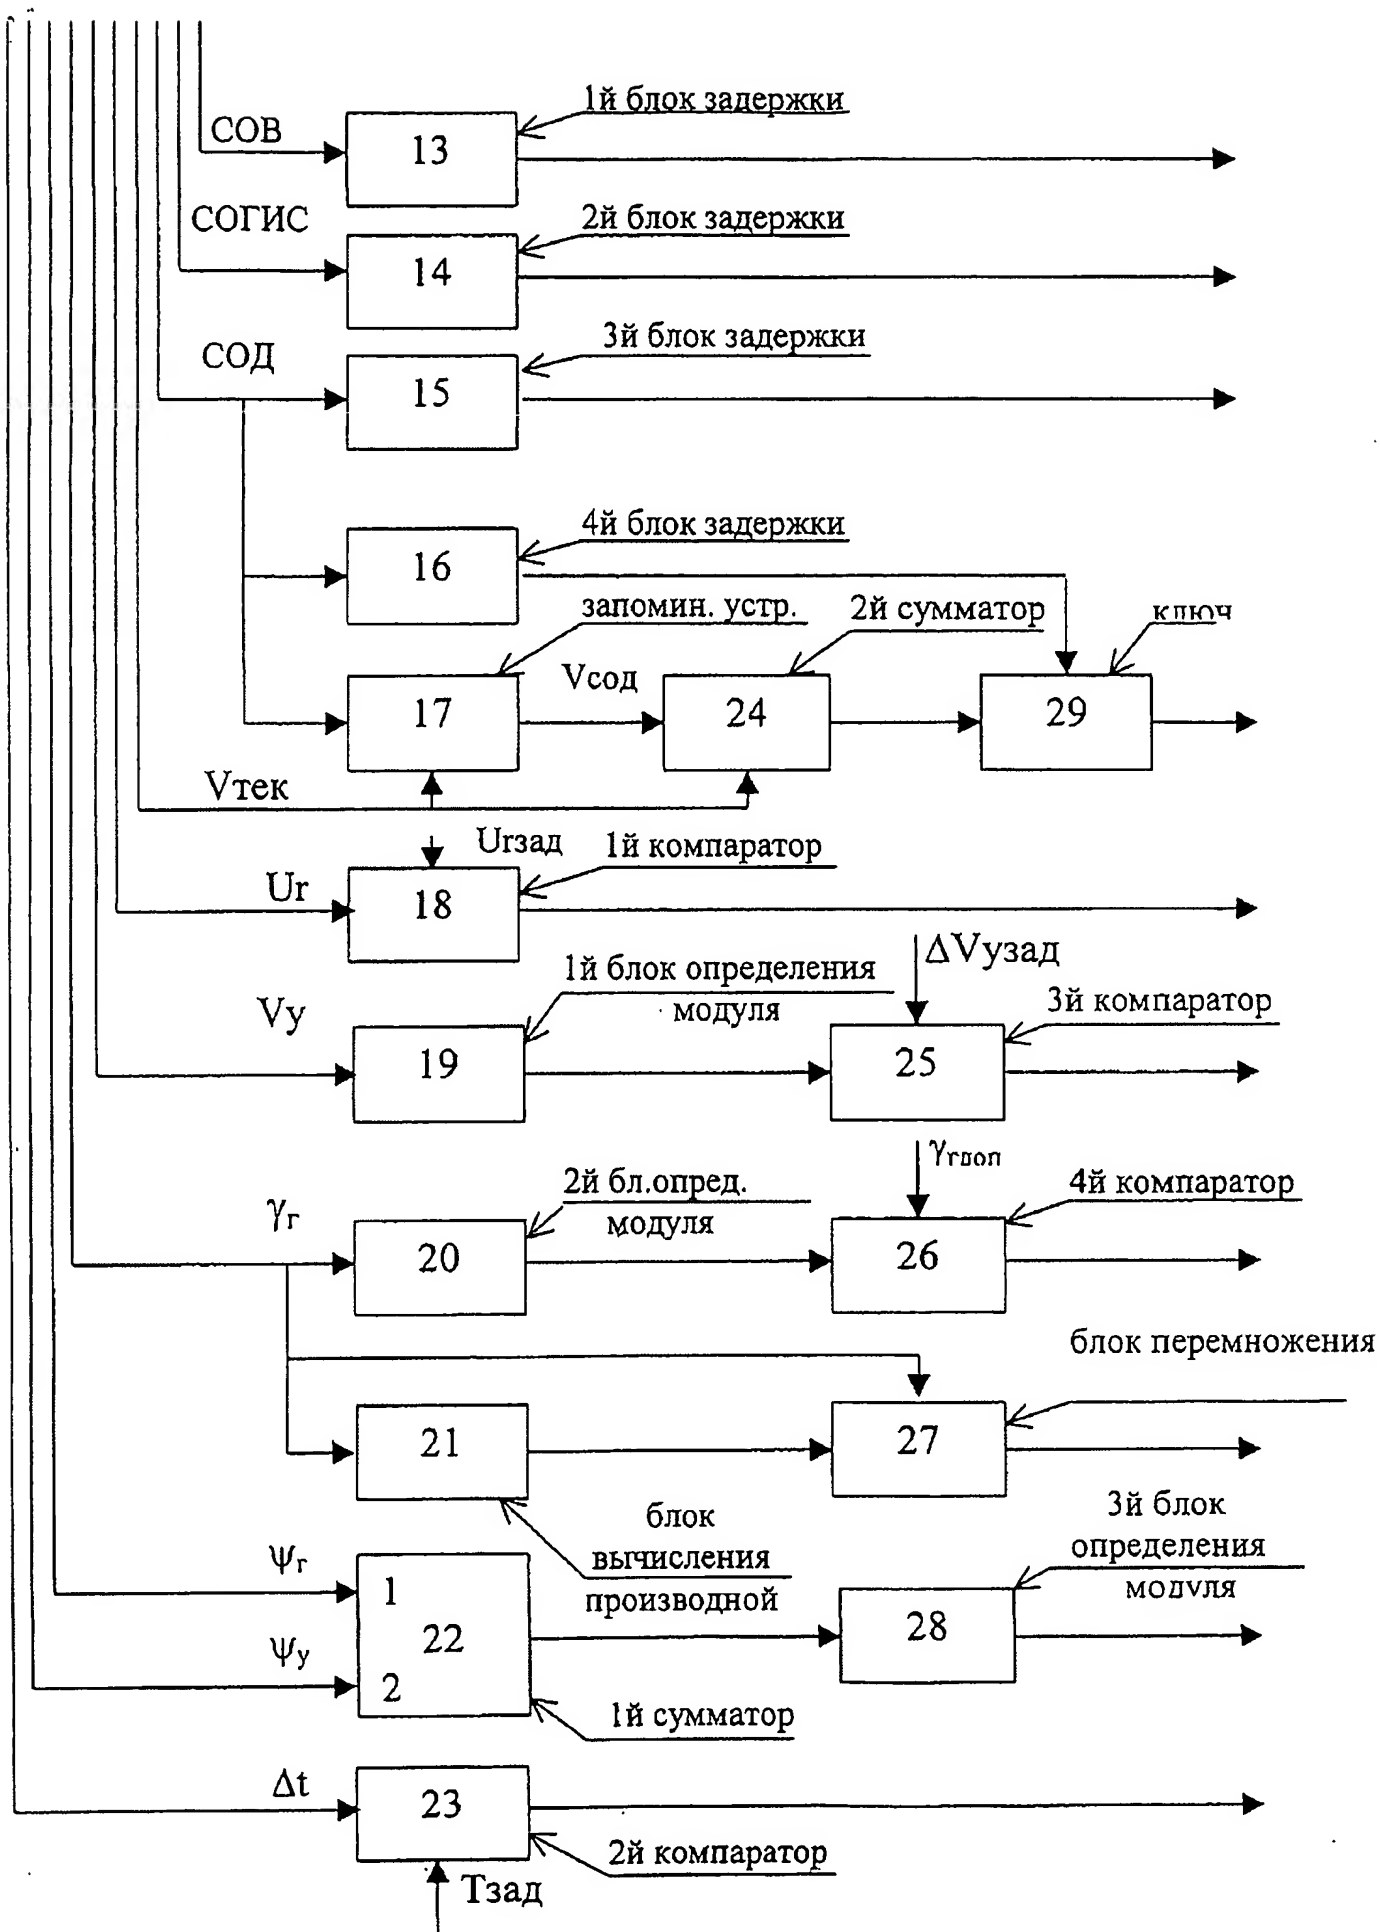 1й блок задержки
СОВ
13
СОГИС
2й блок задержки
14
СОД
3й блок задержки
15
4й блок задержки
16
запомин. устр.
2й сумматор
ключ
Vсод
17
24
29
Vтек
Urзад
1й компаратор
Ur
18
ΔVузад
1й блок определения
модуля
3й компаратор
Vy
19
25
γгдоп
2й бл.опред.
модуля
4й компаратор
γг
20
26
блок перемножения
21
27
блок
вычисления
производной
3й блок
определения
модуля
ψг
1
22
28
ψу
2
1й сумматор
Δt
23
2й компаратор
Tзад